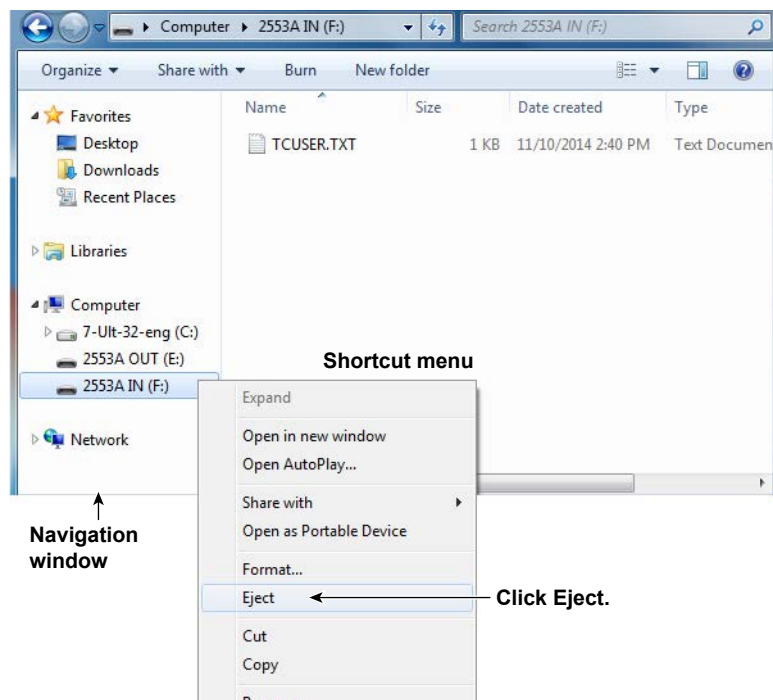 Computer 2553A IN (F:) Search 2553A IN (F:)
Organize Share with Burn New folder
Name Size Date created Type
TCUSER.TXT 1 KB 11/10/2014 2:40 PM Text Documen
Favorites
Desktop
Downloads
Recent Places
Libraries
Computer
7-Ult-32-eng (C:)
2553A OUT (E:)
2553A IN (F:)
Network
Navigation
window
Shortcut menu
Expand
Open in new window
Open AutoPlay...
Share with
Open as Portable Device
Format...
Eject
Click Eject.
Cut
Copy